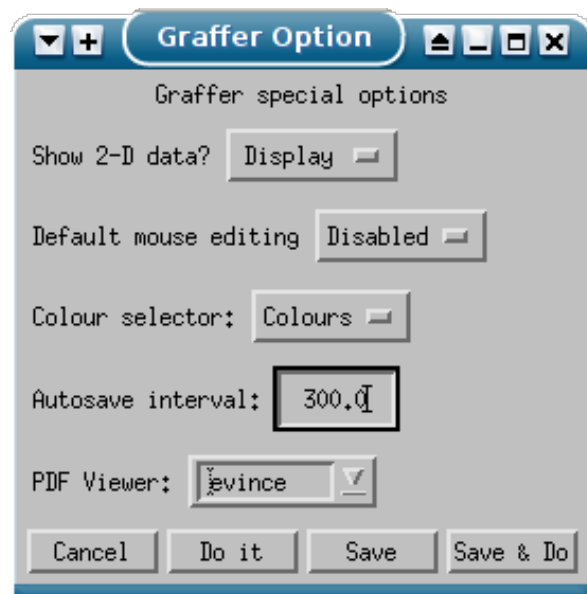 Graffer Option
Graffer special options
Show 2-D data? Display
Default mouse editing Disabled
Colour selector: Colours
Autosave interval: 300.0
PDF Viewer: evince
Cancel Do it Save Save & Do